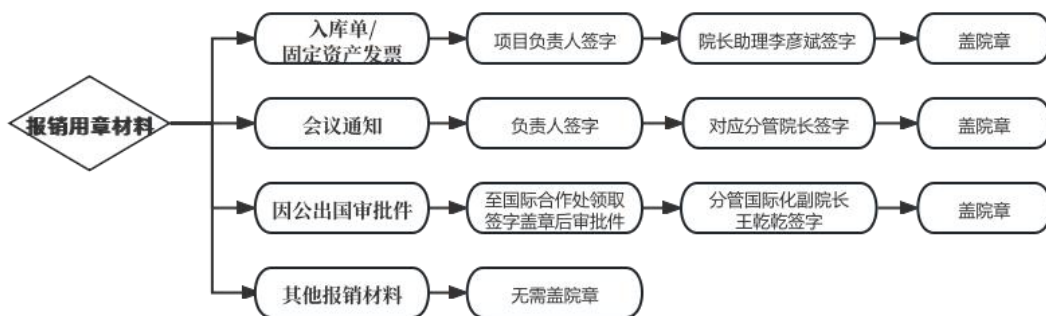 报销用章材料
入库单/
固定资产发票
项目负责人签字
院长助理李彦斌签字
盖院章
会议通知
负责人签字
对应分管院长签字
盖院章
因公出国审批件
至国际合作处领取
签字盖章后审批件
分管国际化副院长
王乾乾签字
盖院章
其他报销材料
无需盖院章